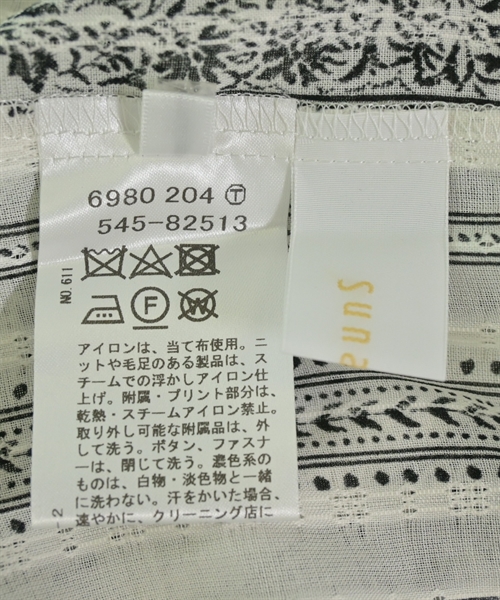 6980 204 Ⓣ
545-82513
NO.611
F
W
アイロンは、当て布使用。ニ
ットや毛足のある製品は、ス
チームでの浮かしアイロン仕
上げ。附属・プリント部分は、
乾熱・スチームアイロン禁止。
取り外し可能な附属品は、外
して洗う。ボタン、ファスナ
ーは、閉じて洗う。濃色系の
ものは、白物・淡色物と一緒
に洗わない。汗をかいた場合、
速やかに、クリーニング店に
-2
Suna
euns